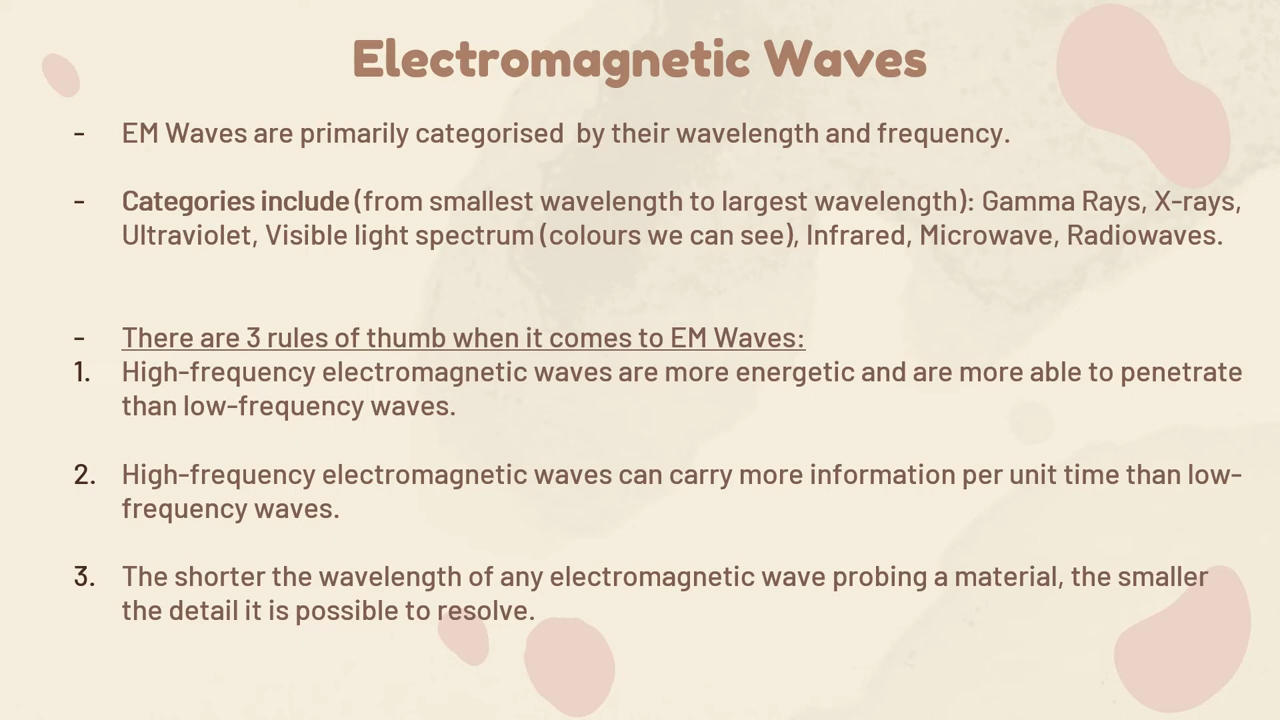 Electromagnetic Waves
- EM Waves are primarily categorised  by their wavelength and frequency.
- Categories include (from smallest wavelength to largest wavelength): Gamma Rays, X-rays,
Ultraviolet, Visible light spectrum (colours we can see), Infrared, Microwave, Radiowaves.
- There are 3 rules of thumb when it comes to EM Waves:
1. High-frequency electromagnetic waves are more energetic and are more able to penetrate
than low-frequency waves.
2. High-frequency electromagnetic waves can carry more information per unit time than low-
frequency waves.
3. The shorter the wavelength of any electromagnetic wave probing a material, the smaller
the detail it is possible to resolve.